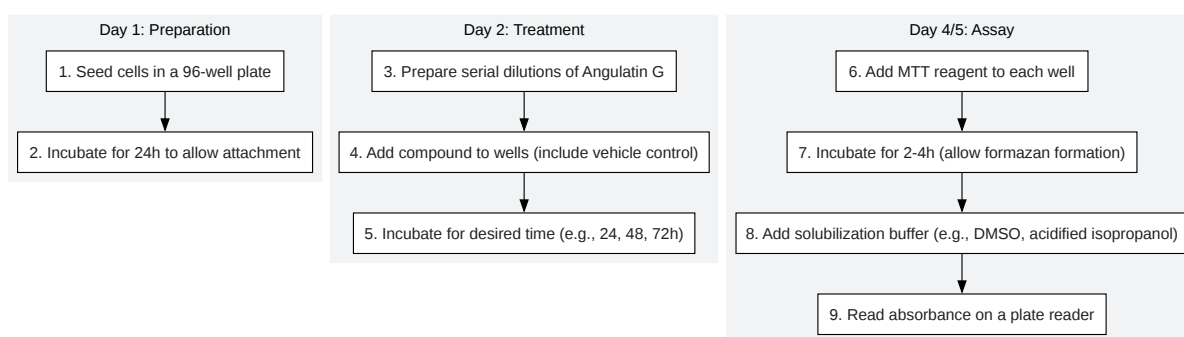 Day 1: Preparation
1. Seed cells in a 96-well plate
2. Incubate for 24h to allow attachment
Day 2: Treatment
3. Prepare serial dilutions of Angulatin G
4. Add compound to wells (include vehicle control)
5. Incubate for desired time (e.g., 24, 48, 72h)
Day 4/5: Assay
6. Add MTT reagent to each well
7. Incubate for 2-4h (allow formazan formation)
8. Add solubilization buffer (e.g., DMSO, acidified isopropanol)
9. Read absorbance on a plate reader